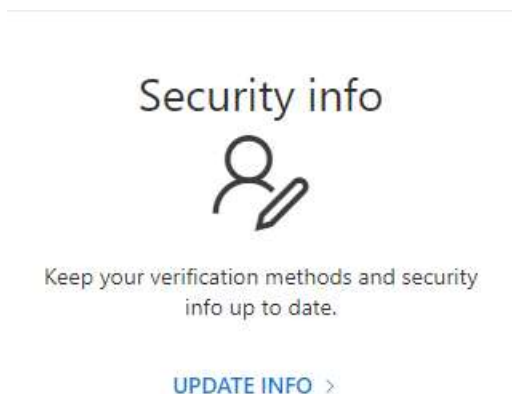 Security info
Keep your verification methods and security
info up to date.
UPDATE INFO >